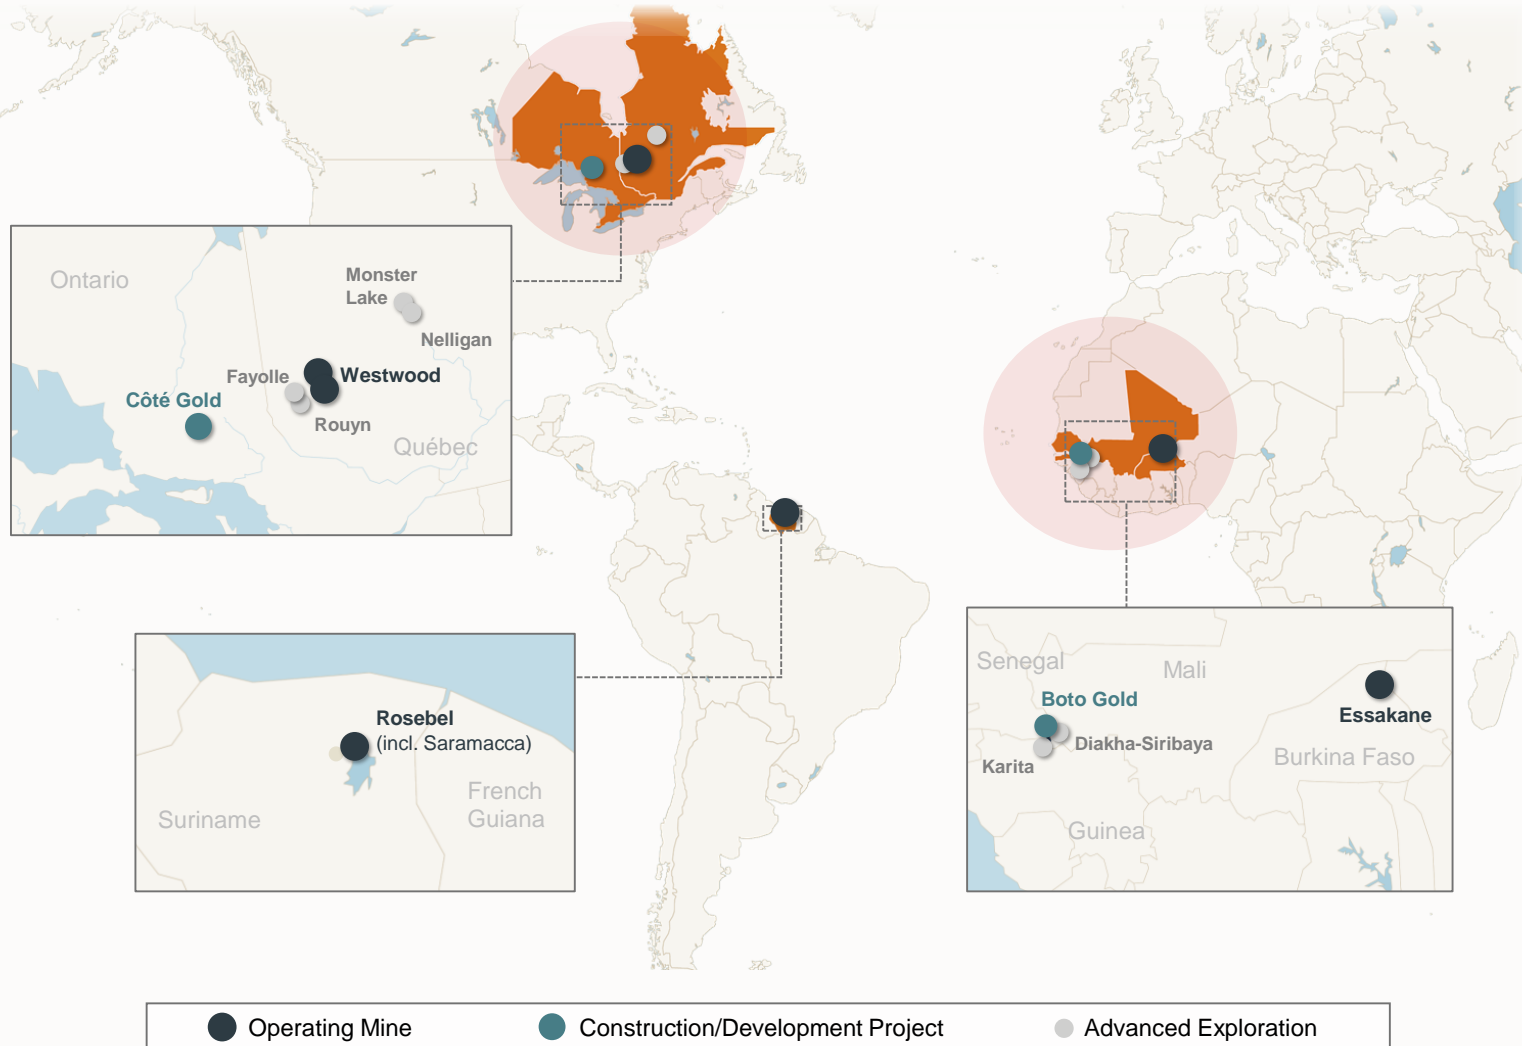 Ontario
Monster
Lake
Nelligan
Fayolle
Westwood
Côté Gold
Rouyn
Québec
Rosebel
(incl. Saramacca)
French
Guiana
Suriname
Senegal
Mali
Boto Gold
Essakane
Diakha-Siribaya
Karita
Burkina Faso
Guinea
Operating Mine
Construction/Development Project
Advanced Exploration